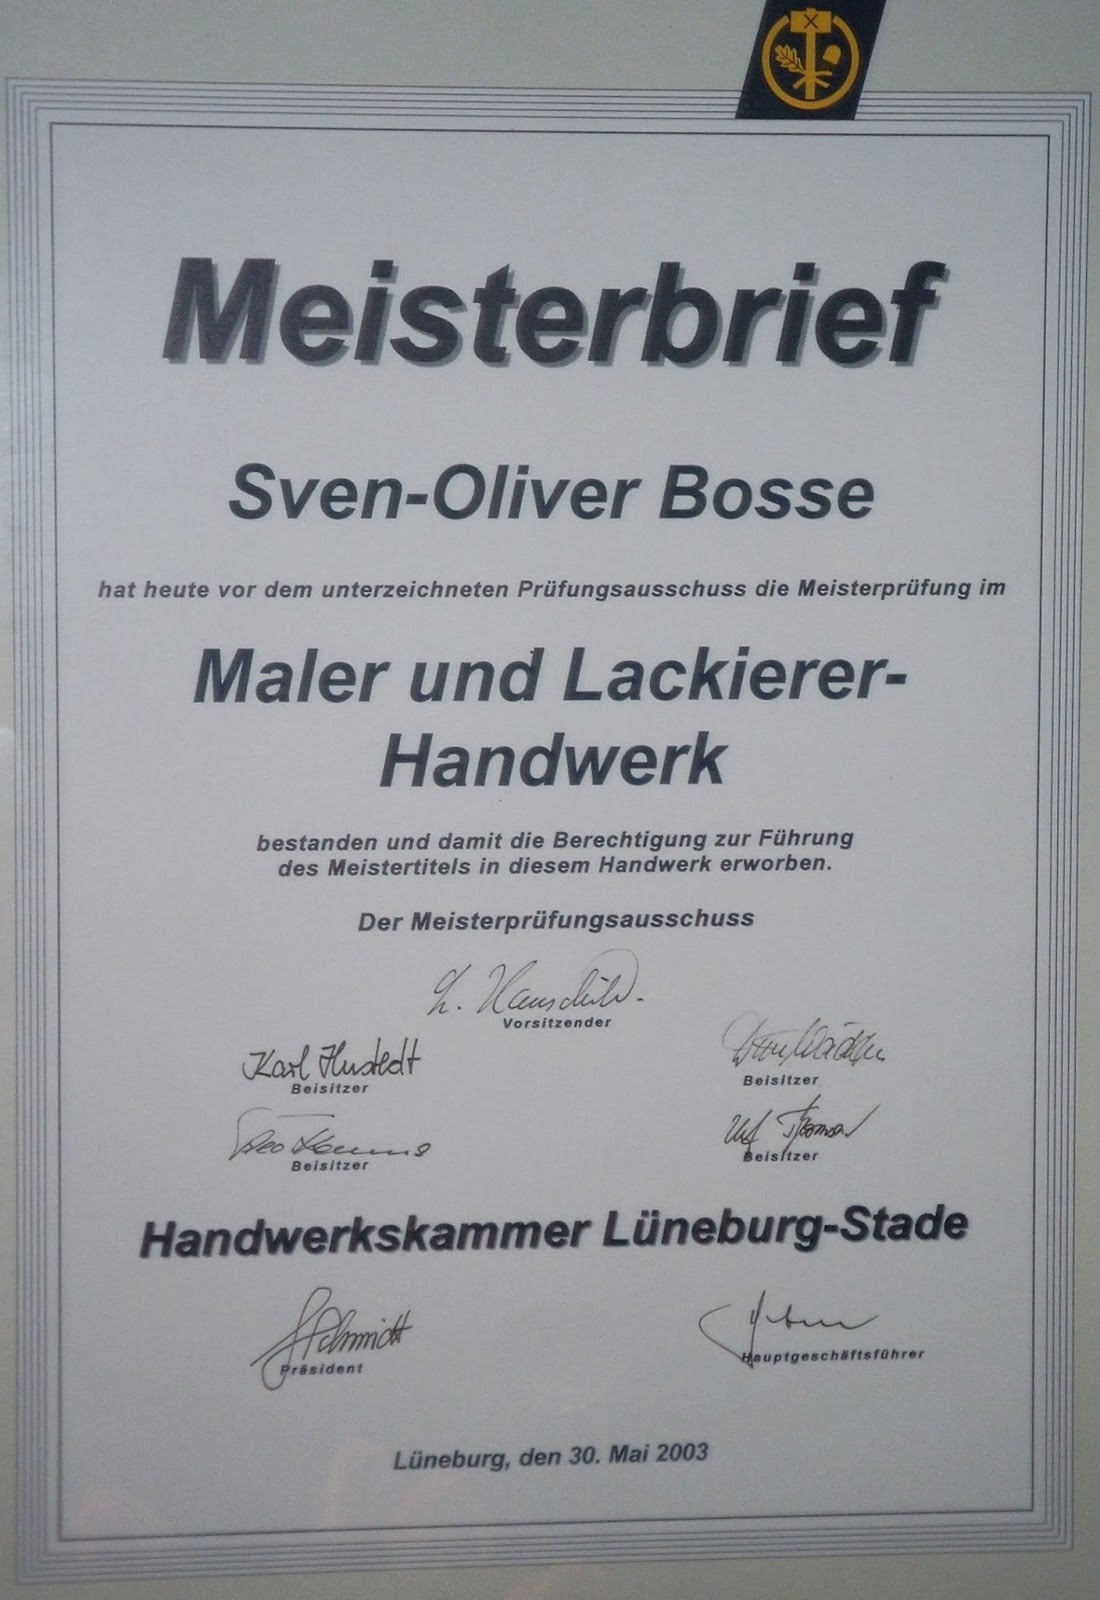 Meisterbrief
Sven-Oliver Bosse
hat heute vor dem unterzeichneten Prüfungsausschuss die Meisterprüfung im
Maler und Lackierer-
Handwerk
bestanden und damit die Berechtigung zur Führung
des Meistertitels in diesem Handwerk erworben.
Der Meisterprüfungsausschuss
Vorsitzender
Karl Hustedt
Beisitzer
Beisitzer
Beisitzer
Beisitzer
Handwerkskammer Lüneburg-Stade
Schmidt
Präsident
Hauptgeschäftsführer
Lüneburg, den 30. Mai 2003